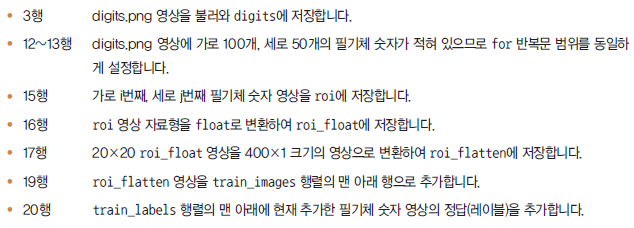 • 3행 digits.png 영상을 불러와 digits에 저장합니다.
• 12~13행 digits.png 영상에 가로 100개, 세로 50개의 필기체 숫자가 적혀 있으므로 for 반복문 범위를 동일하
게 설정합니다.
• 15행 가로 i번째, 세로 j번째 필기체 숫자 영상을 roi에 저장합니다.
• 16행 roi 영상 자료형을 float로 변환하여 roi_float에 저장합니다.
• 17행 20×20 roi_float 영상을 400×1 크기의 영상으로 변환하여 roi_flatten에 저장합니다.
• 19행 roi_flatten 영상을 train_images 행렬의 맨 아래 행으로 추가합니다.
• 20행 train_labels 행렬의 맨 아래에 현재 추가한 필기체 숫자 영상의 정답(레이블)을 추가합니다.